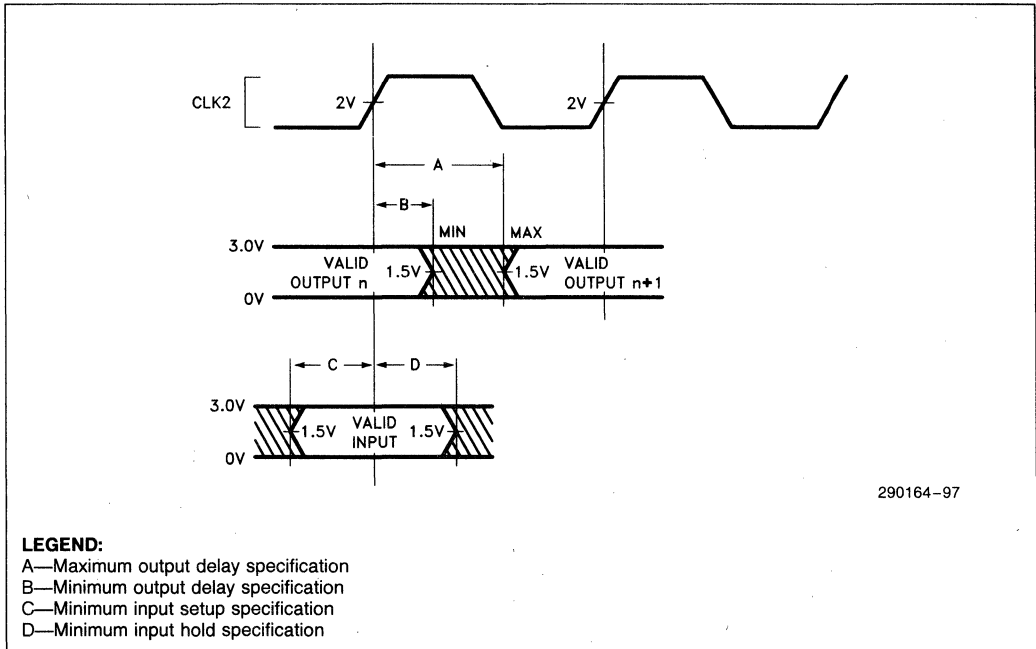 CLK2
2V
2V
A
B
MIN MAX
3.0V
VALID
OUTPUT n
1.5V
1.5V
VALID
OUTPUT n+1
0V
C D
3.0V
1.5V
VALID
INPUT
1.5V
0V
290164-97
LEGEND:
A—Maximum output delay specification
B—Minimum output delay specification
C—Minimum input setup specification
D—Minimum input hold specification